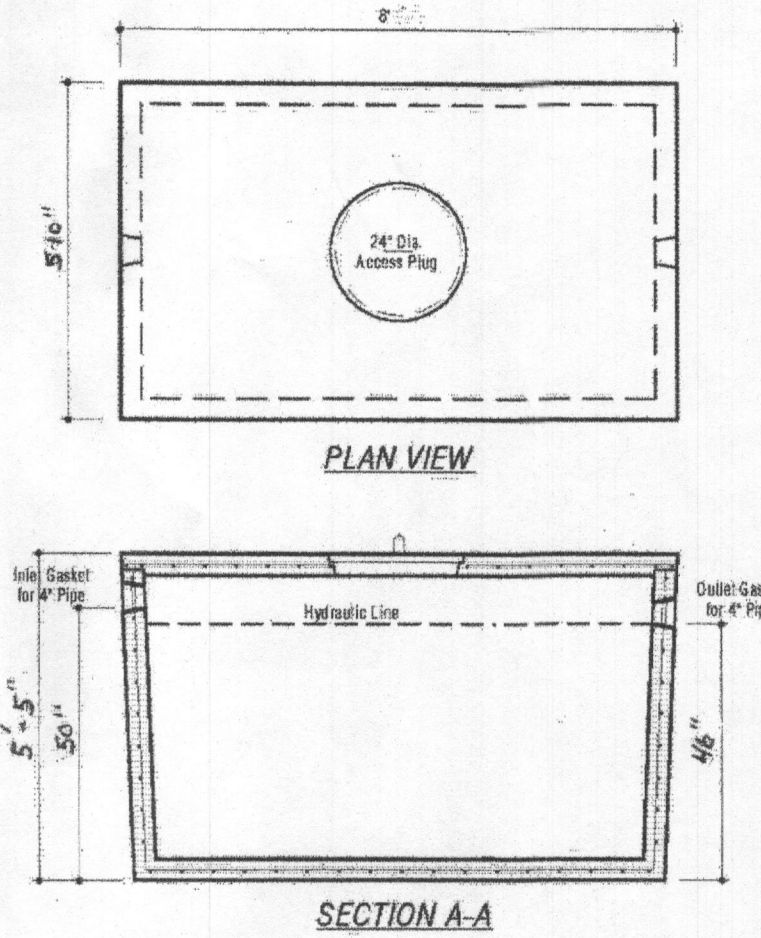 8'
5'10"
24" Dia.
Access Plug
PLAN VIEW
Inlet Gasket
for 4" Pipe
Hydraulic Line
Outlet Gas
for 4" Pip
5'-5"
50"
46"
SECTION A-A